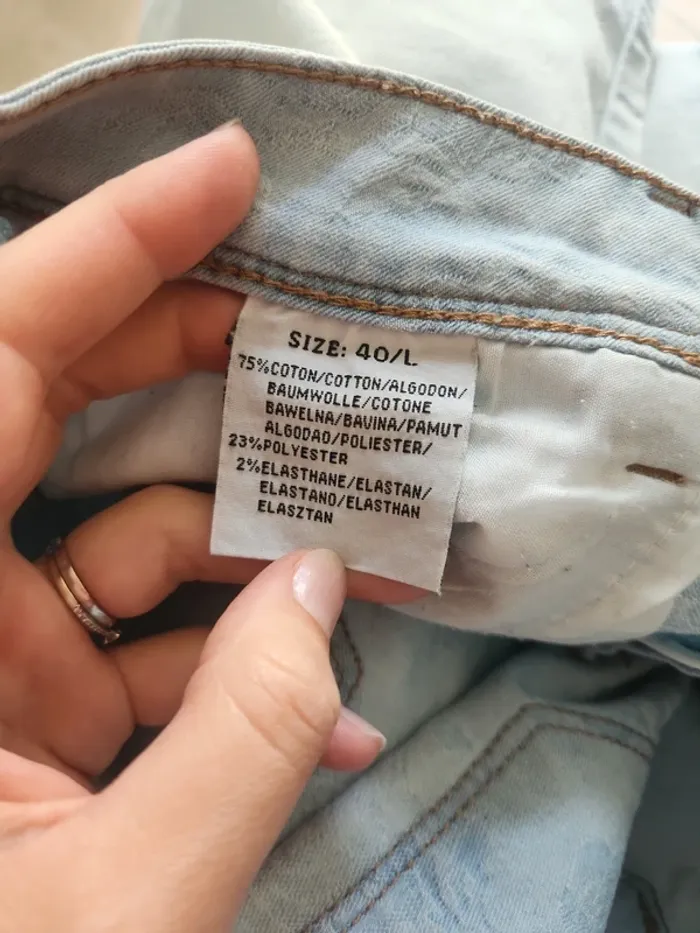 SIZE: 40/L
75%COTON/COTTON/ALGODON/
BAUMWOLLE/COTONE
BAWELNA/BAVINA/PAMUT
ALGODAO/POLIESTER/
23%POLYESTER
2%ELASTHANE/ELASTAN/
ELASTANO/ELASTHAN
ELASZTAN